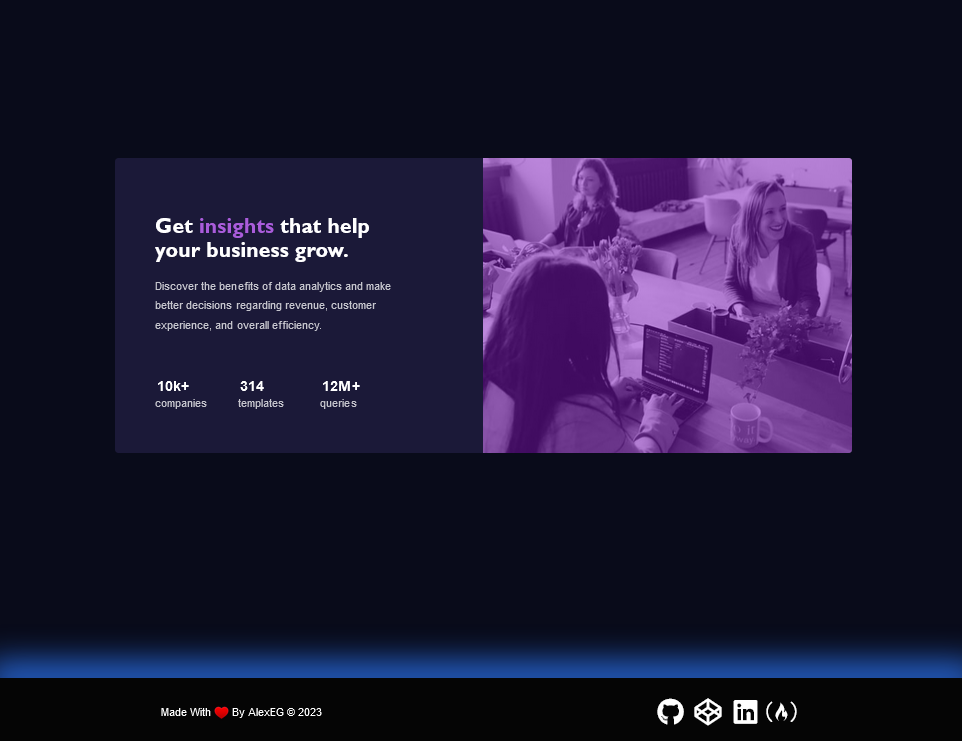 Get insights that help
your business grow.
Discover the benefits of data analytics and make
better decisions regarding revenue, customer
experience, and overall efficiency.
10k+ 314 12M+
companies templates queries
Made With ❤️ By AlexEG © 2023
in